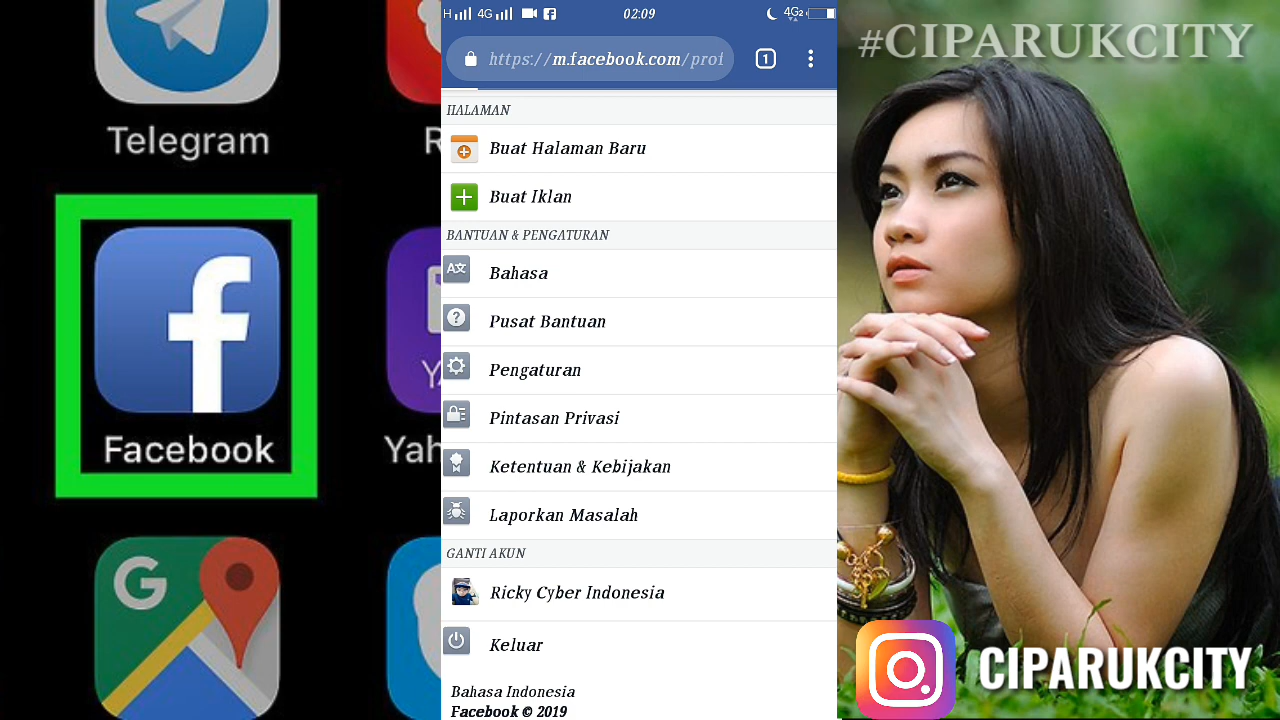 Telegram
R
Facebook
Yah
H 4G 02:09 4G2
https://m.facebook.com/prof
1
HALAMAN
Buat Halaman Baru
Buat Iklan
BANTUAN & PENGATURAN
Bahasa
Pusat Bantuan
Pengaturan
Pintasan Privasi
Ketentuan & Kebijakan
Laporkan Masalah
GANTI AKUN
Ricky Cyber Indonesia
Keluar
Bahasa Indonesia
Facebook © 2019
#CIPARUKCITY
CIPARUKCITY